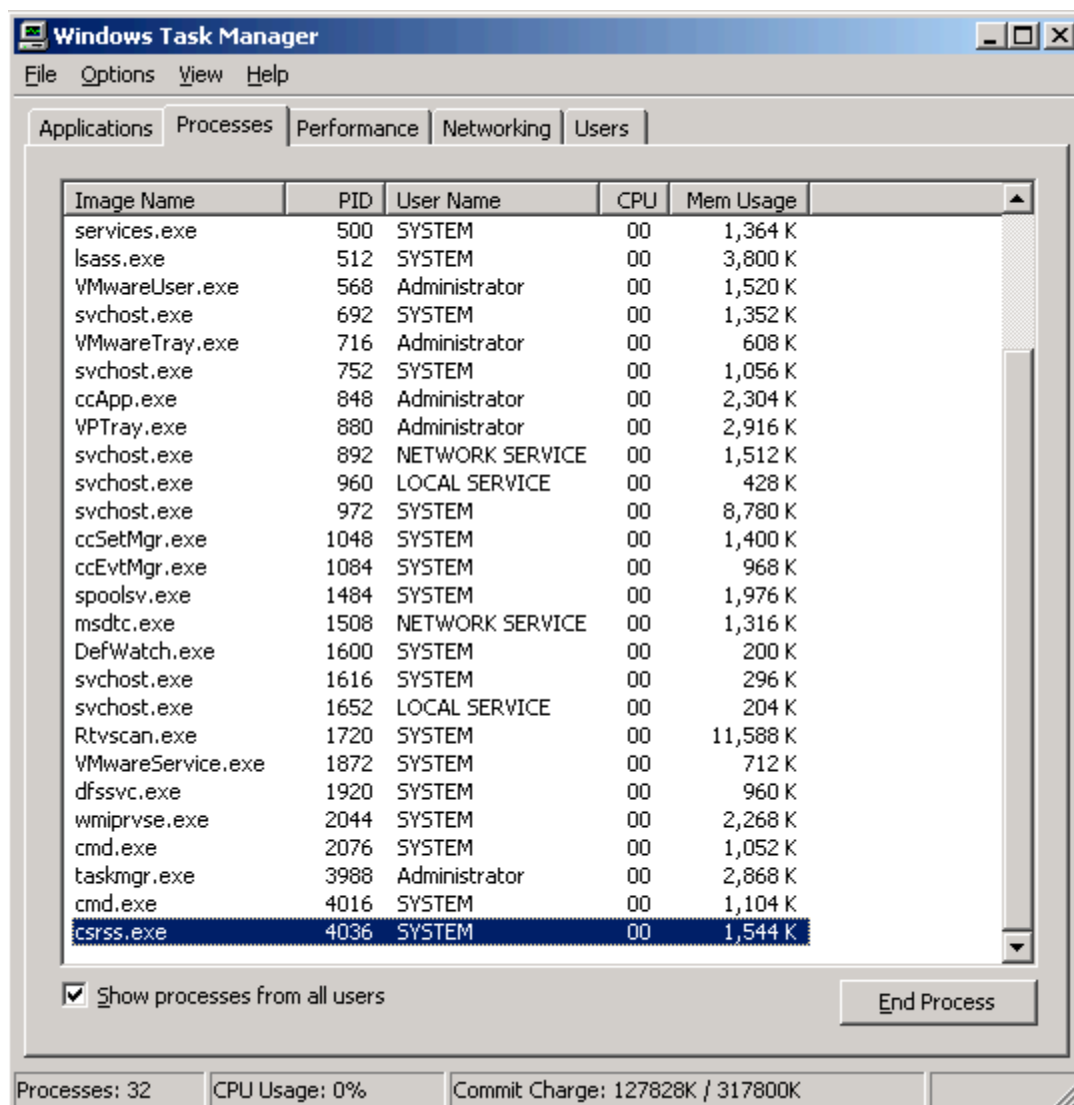 Windows Task Manager
File Options View Help
Applications Processes Performance Networking Users
Image Name PID User Name CPU Mem Usage
services.exe 500 SYSTEM 00 1,364 K
lsass.exe 512 SYSTEM 00 3,800 K
VMwareUser.exe 568 Administrator 00 1,520 K
svchost.exe 692 SYSTEM 00 1,352 K
VMwareTray.exe 716 Administrator 00 608 K
svchost.exe 752 SYSTEM 00 1,056 K
ccApp.exe 848 Administrator 00 2,304 K
VPTray.exe 880 Administrator 00 2,916 K
svchost.exe 892 NETWORK SERVICE 00 1,512 K
svchost.exe 960 LOCAL SERVICE 00 428 K
svchost.exe 972 SYSTEM 00 8,780 K
ccSetMgr.exe 1048 SYSTEM 00 1,400 K
ccEvtMgr.exe 1084 SYSTEM 00 968 K
spoolsv.exe 1484 SYSTEM 00 1,976 K
msdtc.exe 1508 NETWORK SERVICE 00 1,316 K
DefWatch.exe 1600 SYSTEM 00 200 K
svchost.exe 1616 SYSTEM 00 296 K
svchost.exe 1652 LOCAL SERVICE 00 204 K
Rtvscan.exe 1720 SYSTEM 00 11,588 K
VMwareService.exe 1872 SYSTEM 00 712 K
dfssvc.exe 1920 SYSTEM 00 960 K
wmiprvse.exe 2044 SYSTEM 00 2,268 K
cmd.exe 2076 SYSTEM 00 1,052 K
taskmgr.exe 3988 Administrator 00 2,868 K
cmd.exe 4016 SYSTEM 00 1,104 K
csrss.exe 4036 SYSTEM 00 1,544 K
Show processes from all users
End Process
Processes: 32 CPU Usage: 0% Commit Charge: 127828K / 317800K